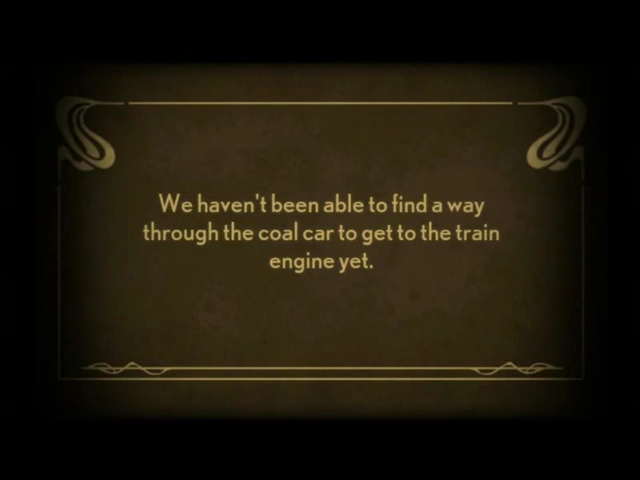 We haven't been able to find a way
through the coal car to get to the train
engine yet.